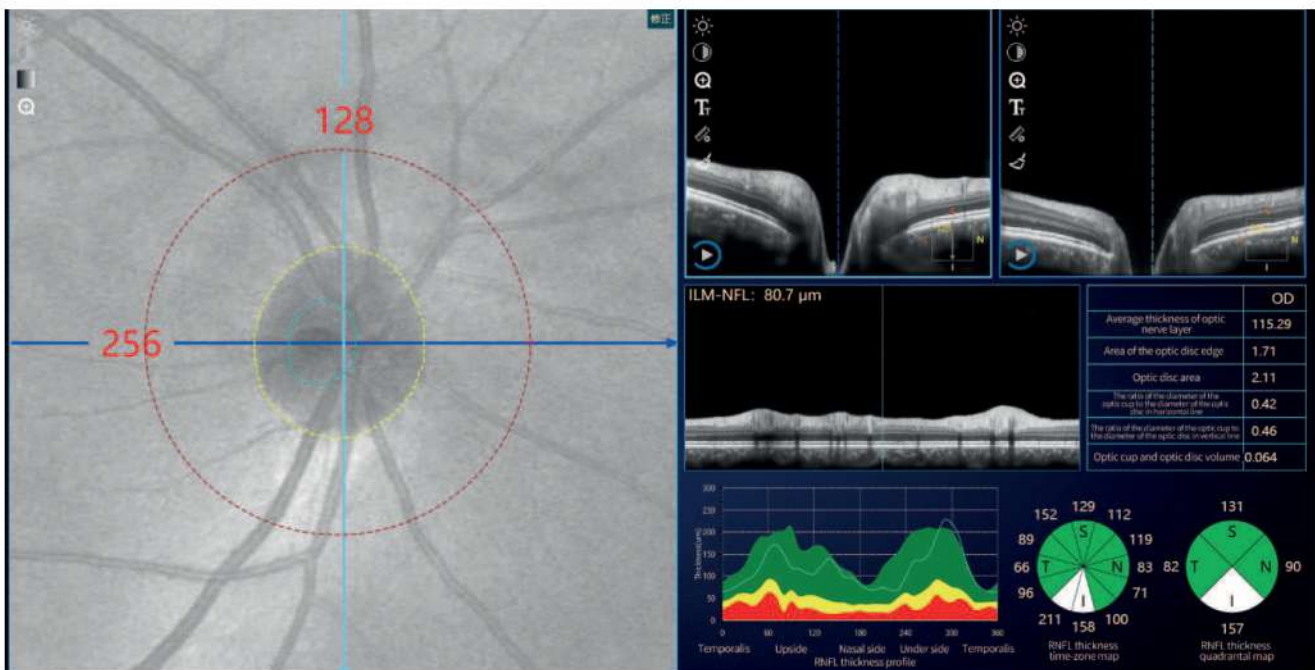 修正
128
256
T
N
I
N
I
ILM-NFL: 80.7 μm
OD
Average thickness of optic
nerve layer
115.29
Area of the optic disc edge
1.71
Optic disc area
2.11
The ratio of the diameter of the
optic cup to the diameter of the optic
disc in horizontal line
0.42
The ratio of the diameter of the optic cup to
the diameter of the optic disc in vertical line
0.46
Optic cup and optic disc volume
0.064
Thickness(um)
300
250
200
150
100
50
0
0
60
120
180
240
300
360
Temporalis
Upside
Nasal side
Under side
Temporalis
RNFL thickness profile
129
152
112
89
119
66
83
96
71
211
158
100
S
T
N
I
RNFL thickness
time-zone map
131
82
90
157
S
T
N
I
RNFL thickness
quadrantal map